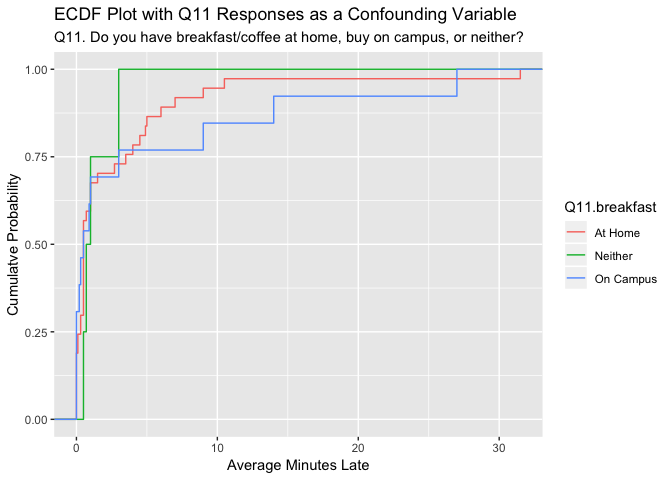 ECDF Plot with Q11 Responses as a Confounding Variable
Q11. Do you have breakfast/coffee at home, buy on campus, or neither?
1.00
0.75
0.50
0.25
0.00
Cumulatve Probability
0 10 20 30
Average Minutes Late
Q11.breakfast
At Home
Neither
On Campus